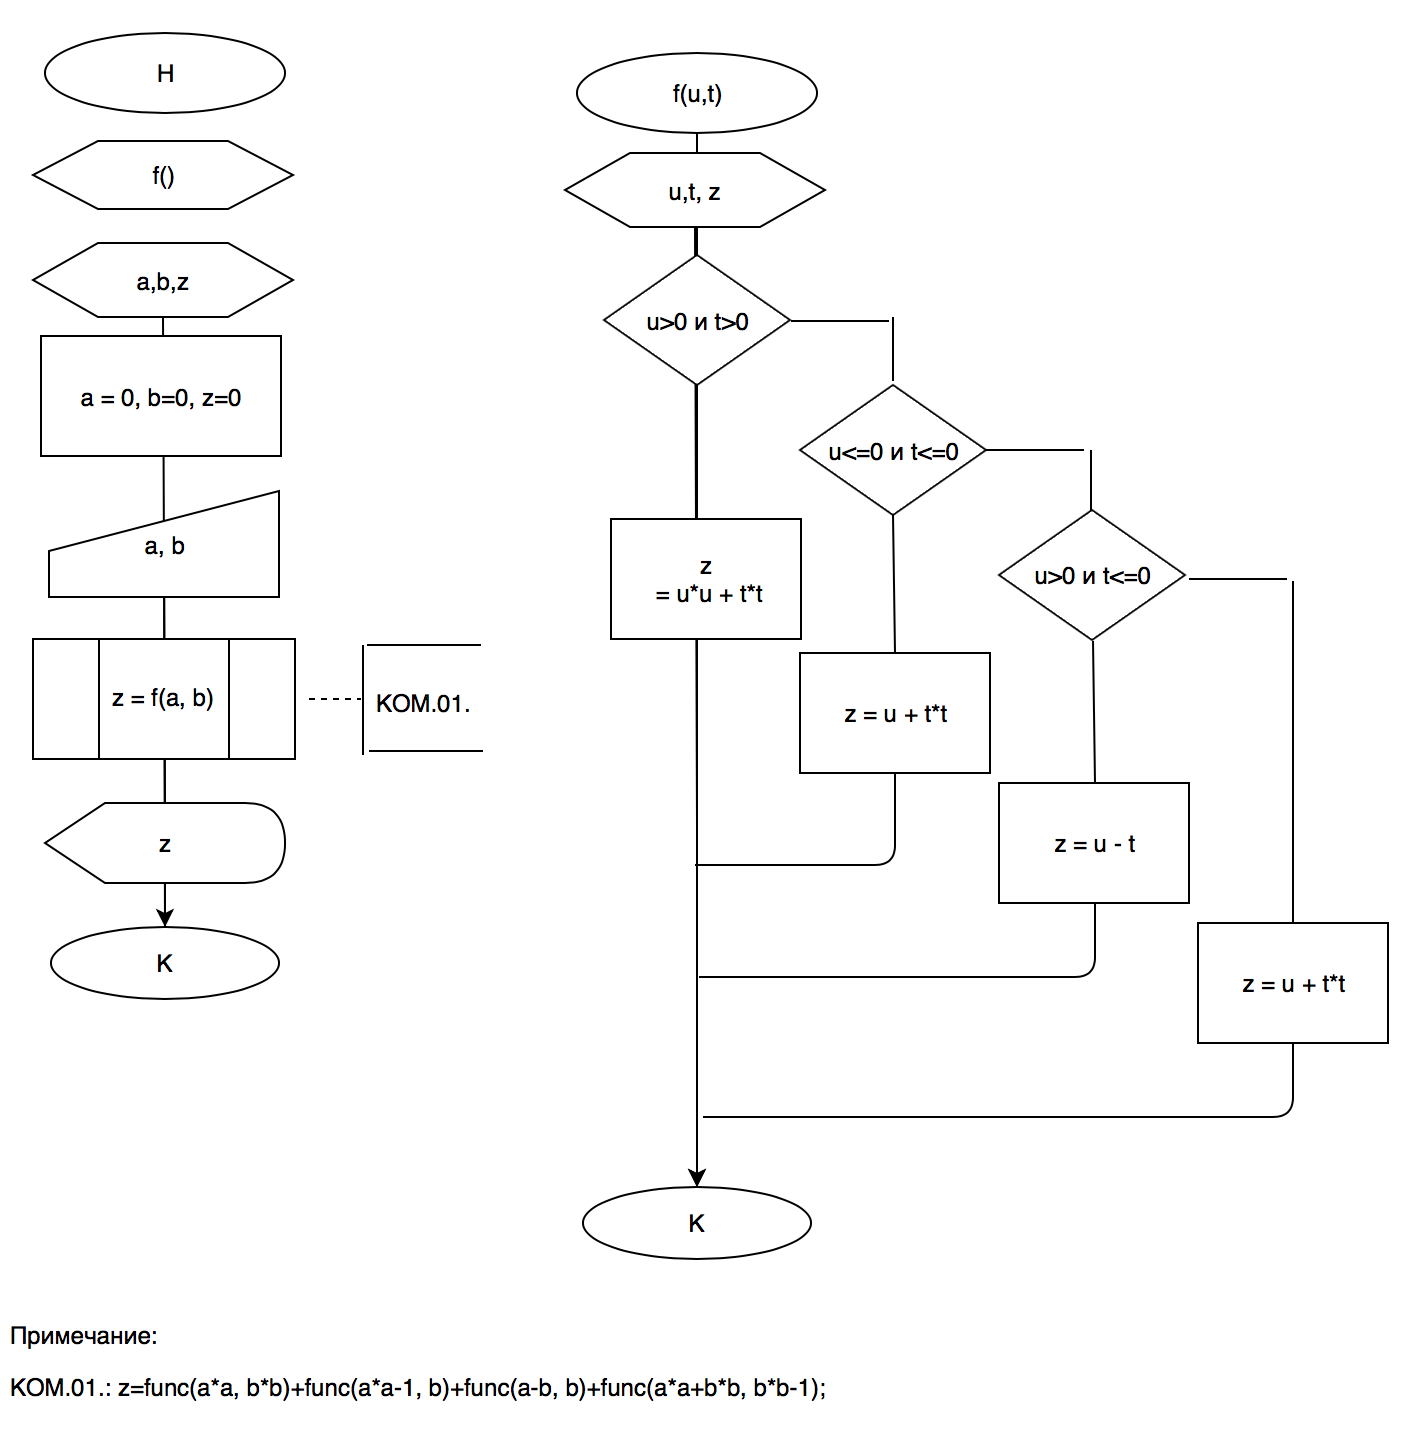 Н
f()
a,b,z
a = 0, b=0, z=0
a, b
z = f(a, b)
КОМ.01.
z
К
f(u,t)
u,t, z
u>0 и t>0
u<=0 и t<=0
u>0 и t<=0
z
= u*u + t*t
z = u + t*t
z = u - t
z = u + t*t
К
Примечание:
КОМ.01.: z=func(a*a, b*b)+func(a*a-1, b)+func(a-b, b)+func(a*a+b*b, b*b-1);